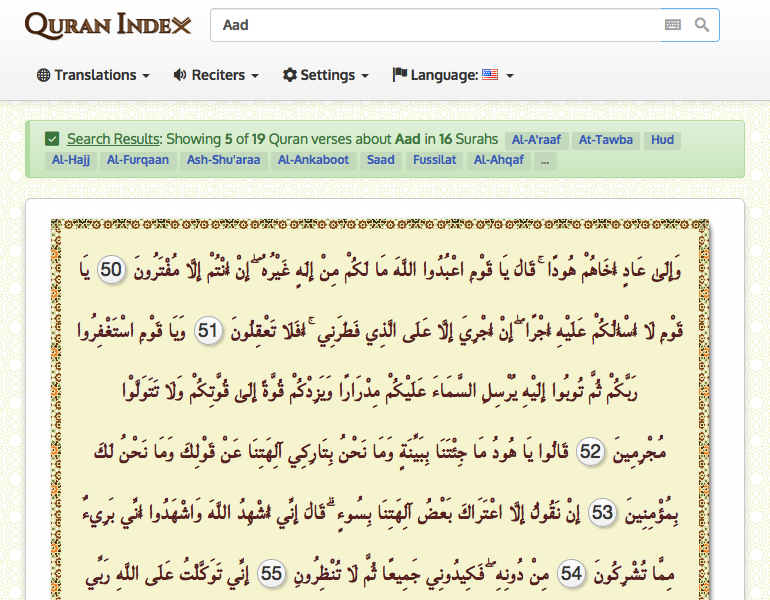 QURAN INDEX
Aad
Translations Reciters Settings Language:
Search Results: Showing 5 of 19 Quran verses about Aad in 16 Surahs Al-A'raaf At-Tawba Hud
Al-Hajj Al-Furqaan Ash-Shu'araa Al-Ankaboot Saad Fussilat Al-Ahqaf ...
وَإِلَىٰ عَادٍ أَخَاهُمْ هُودًا ۚ قَالَ يَا قَوْمِ اعْبُدُوا اللَّهَ مَا لَكُمْ مِنْ إِلَٰهٍ غَيْرُهُ ۖ إِنْ أَنْتُمْ إِلَّا مُفْتَرُونَ 50 يَا
قَوْمِ لَا أَسْأَلُكُمْ عَلَيْهِ أَجْرًا ۖ إِنْ أَجْرِيَ إِلَّا عَلَى الَّذِي فَطَرَنِي ۚ أَفَلَا تَعْقِلُونَ 51 وَيَا قَوْمِ اسْتَغْفِرُوا
رَبَّكُمْ ثُمَّ تُوبُوا إِلَيْهِ يُرْسِلِ السَّمَاءَ عَلَيْكُمْ مِدْرَارًا وَيَزِدْكُمْ قُوَّةً إِلَىٰ قُوَّتِكُمْ وَلَا تَتَوَلَّوْا
مُجْرِمِينَ 52 قَالُوا يَا هُودُ مَا جِئْتَنَا بِبَيِّنَةٍ وَمَا نَحْنُ بِتَارِكِي آلِهَتِنَا عَنْ قَوْلِكَ وَمَا نَحْنُ لَكَ
بِمُؤْمِنِينَ 53 إِنْ نَقُولُ إِلَّا اعْتَرَاكَ بَعْضُ آلِهَتِنَا بِسُوءٍ ۗ قَالَ إِنِّي أُشْهِدُ اللَّهَ وَاشْهَدُوا أَنِّي بَرِيءٌ
مِمَّا تُشْرِكُونَ 54 مِنْ دُونِهِ ۖ فَكِيدُونِي جَمِيعًا ثُمَّ لَا تُنْظِرُونِ 55 إِنِّي تَوَكَّلْتُ عَلَى اللَّهِ رَبِّي